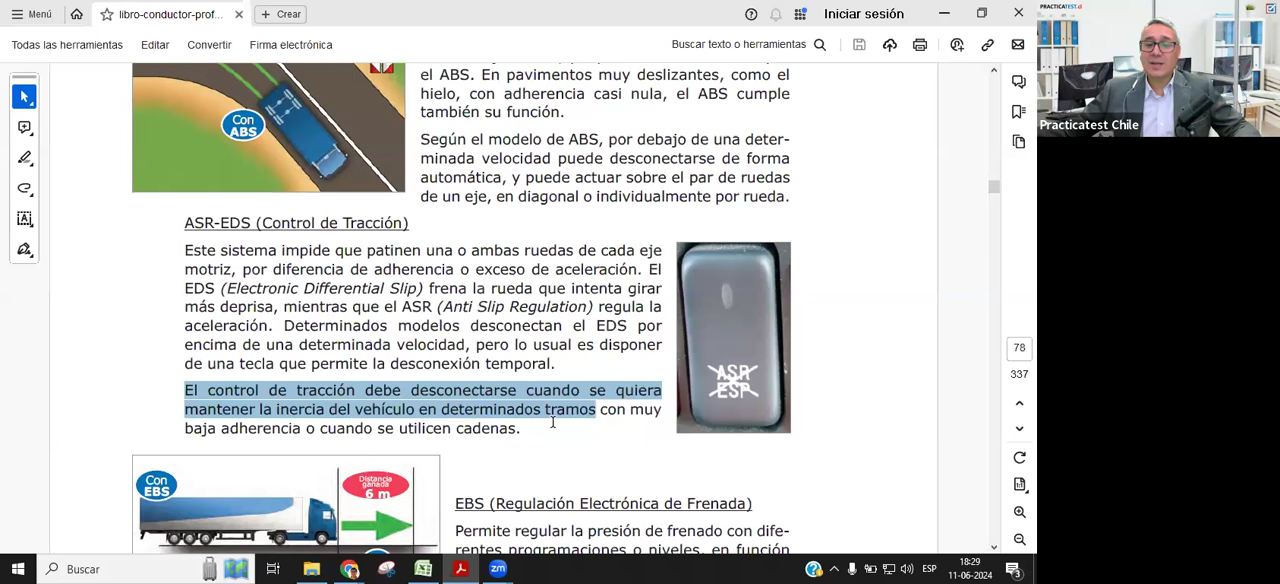 Menú
libro-conductor-prof...
Crear
Iniciar sesión
Todas las herramientas
Editar
Convertir
Firma electrónica
Buscar texto o herramientas
PRACTICATEST.cl
Practicatest Chile
Con
ABS
el ABS. En pavimentos muy deslizantes, como el
hielo, con adherencia casi nula, el ABS cumple
también su función.
Según el modelo de ABS, por debajo de una deter-
minada velocidad puede desconectarse de forma
automática, y puede actuar sobre el par de ruedas
de un eje, en diagonal o individualmente por rueda.
ASR-EDS (Control de Tracción)
Este sistema impide que patinen una o ambas ruedas de cada eje
motriz, por diferencia de adherencia o exceso de aceleración. El
EDS (Electronic Differential Slip) frena la rueda que intenta girar
más deprisa, mientras que el ASR (Anti Slip Regulation) regula la
aceleración. Determinados modelos desconectan el EDS por
encima de una determinada velocidad, pero lo usual es disponer
de una tecla que permite la desconexión temporal.
El control de tracción debe desconectarse cuando se quiera
mantener la inercia del vehículo en determinados tramos con muy
baja adherencia o cuando se utilicen cadenas.
ASR
ESP
78
337
Con
EBS
Distancia
ganada
6 m
EBS (Regulación Electrónica de Frenada)
Permite regular la presión de frenado con dife-
rentes programaciones o niveles, en función
Buscar
ESP
18:29
11-06-2024
3